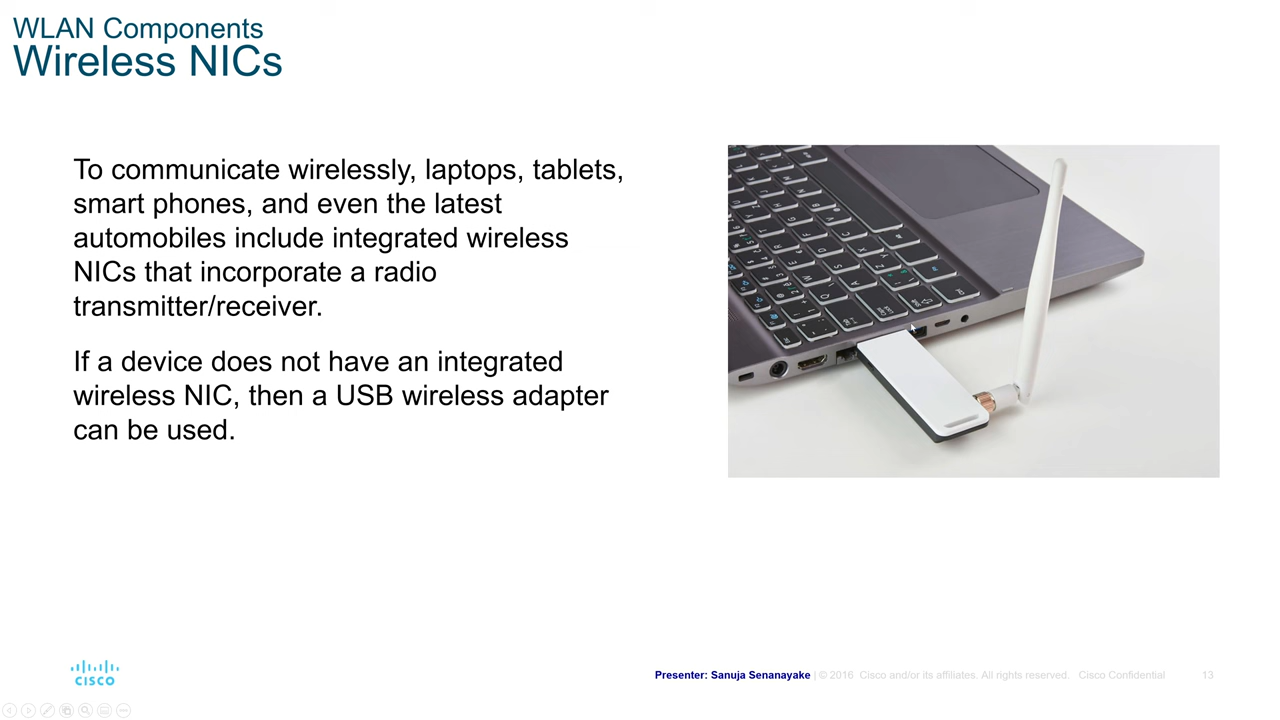 WLAN Components
Wireless NICs
To communicate wirelessly, laptops, tablets,
smart phones, and even the latest
automobiles include integrated wireless
NICs that incorporate a radio
transmitter/receiver.
If a device does not have an integrated
wireless NIC, then a USB wireless adapter
can be used.
CISCO
Presenter: Sanuja Senanayake | © 2016 Cisco and/or its affiliates. All rights reserved. Cisco Confidential 13